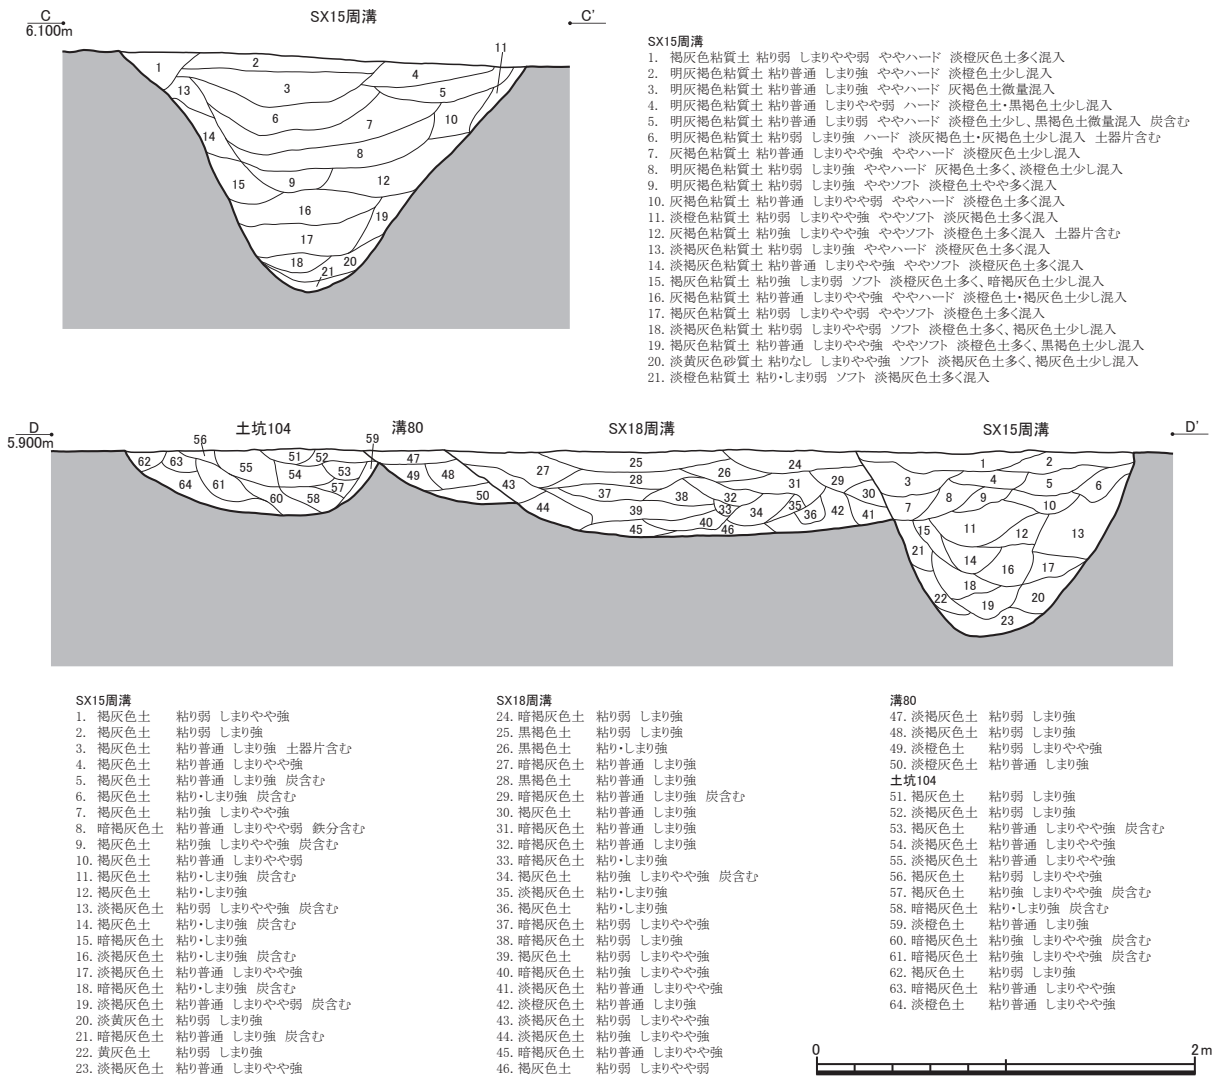 C
6.100m
SX15周溝
C'
1
2
3
4
5
6
7
8
9
10
11
12
13
14
15
16
17
18
19
20
21
SX15周溝
1. 褐灰色粘質土 粘り弱 しまりやや弱 ややハード 淡橙灰色土多く混入
2. 明灰褐色粘質土 粘り普通 しまり強 ややハード 淡橙色土少し混入
3. 明灰褐色粘質土 粘り普通 しまり強 ややハード 灰褐色土微量混入
4. 明灰褐色粘質土 粘り普通 しまりやや弱 ハード 淡橙色土・黒褐色土少し混入
5. 明灰褐色粘質土 粘り普通 しまり弱 ややハード 淡橙色土少し、黒褐色土微量混入 炭含む
6. 明灰褐色粘質土 粘り弱 しまり強 ハード 淡灰褐色土・灰褐色土少し混入 土器片含む
7. 灰褐色粘質土 粘り普通 しまりやや強 ややハード 淡橙灰色土少し混入
8. 明灰褐色粘質土 粘り弱 しまり強 ややハード 灰褐色土多く、淡橙色土少し混入
9. 明灰褐色粘質土 粘り弱 しまり強 ややソフト 淡橙色土やや多く混入
10. 灰褐色粘質土 粘り普通 しまりやや弱 ややハード 淡橙色土多く混入
11. 淡橙色粘質土 粘り弱 しまりやや強 ややソフト 淡灰褐色土多く混入
12. 灰褐色粘質土 粘り強 しまりやや強 ややソフト 淡橙色土多く混入 土器片含む
13. 淡褐灰色粘質土 粘り弱 しまり強 ややハード 淡橙灰色土多く混入
14. 淡褐灰色粘質土 粘り普通 しまりやや強 ややソフト 淡橙灰色土多く混入
15. 褐灰色粘質土 粘り強 しまり弱 ソフト 淡橙灰色土多く、暗褐灰色土少し混入
16. 灰褐色粘質土 粘り普通 しまりやや強 ややハード 淡橙色土・褐灰色土少し混入
17. 褐灰色粘質土 粘り弱 しまりやや弱 ややソフト 淡橙色土多く混入
18. 淡褐灰色粘質土 粘り弱 しまりやや弱 ソフト 淡橙色土多く、褐灰色土少し混入
19. 褐灰色粘質土 粘り普通 しまりやや強 ややソフト 淡橙色土多く、黒褐色土少し混入
20. 淡黄灰色砂質土 粘りなし しまりやや強 ソフト 淡褐灰色土多く、褐灰色土少し混入
21. 淡橙色粘質土 粘り・しまり弱 ソフト 淡褐灰色土多く混入
D
5.900m
土坑104
溝80
SX18周溝
SX15周溝
D'
56
59
62
63
64
61
55
51
52
54
53
57
60
58
47
49
48
50
43
44
27
25
28
26
24
37
38
39
32
33
34
31
35
36
29
30
42
41
45
40
46
1
2
3
4
5
6
7
8
9
10
11
12
13
14
15
16
17
18
19
20
21
22
23
SX15周溝
1. 褐灰色土 粘り弱 しまりやや強
2. 褐灰色土 粘り弱 しまり強
3. 褐灰色土 粘り普通 しまり強 土器片含む
4. 褐灰色土 粘り普通 しまりやや強
5. 褐灰色土 粘り普通 しまり強 炭含む
6. 褐灰色土 粘り・しまり強 炭含む
7. 褐灰色土 粘り強 しまりやや強
8. 暗褐灰色土 粘り普通 しまりやや弱 鉄分含む
9. 褐灰色土 粘り強 しまりやや強 炭含む
10. 褐灰色土 粘り普通 しまりやや弱
11. 褐灰色土 粘り・しまり強 炭含む
12. 褐灰色土 粘り・しまり強
13. 淡褐灰色土 粘り弱 しまりやや強 炭含む
14. 褐灰色土 粘り・しまり強 炭含む
15. 暗褐灰色土 粘り・しまり強
16. 淡褐灰色土 粘り・しまり強 炭含む
17. 淡褐灰色土 粘り普通 しまりやや強
18. 暗褐灰色土 粘り・しまり強 炭含む
19. 淡褐灰色土 粘り普通 しまりやや弱 炭含む
20. 淡黄灰色土 粘り弱 しまり強
21. 暗褐灰色土 粘り普通 しまり強 炭含む
22. 黄灰色土 粘り弱 しまり強
23. 淡褐灰色土 粘り普通 しまりやや強
SX18周溝
24. 暗褐灰色土 粘り弱 しまり強
25. 黒褐色土 粘り弱 しまり強
26. 黒褐色土 粘り・しまり強
27. 暗褐灰色土 粘り普通 しまり強
28. 黒褐色土 粘り普通 しまり強
29. 暗褐灰色土 粘り普通 しまり強 炭含む
30. 褐灰色土 粘り普通 しまり強
31. 暗褐灰色土 粘り普通 しまり強
32. 暗褐灰色土 粘り普通 しまり強
33. 暗褐灰色土 粘り・しまり強
34. 褐灰色土 粘り強 しまりやや強 炭含む
35. 淡褐灰色土 粘り・しまり強
36. 褐灰色土 粘り・しまり強
37. 暗褐灰色土 粘り弱 しまりやや強
38. 暗褐灰色土 粘り弱 しまり強
39. 褐灰色土 粘り弱 しまりやや強
40. 暗褐灰色土 粘り強 しまりやや強
41. 淡褐灰色土 粘り普通 しまりやや強
42. 淡橙灰色土 粘り普通 しまり強
43. 淡褐灰色土 粘り弱 しまりやや強
44. 淡褐灰色土 粘り強 しまりやや強
45. 暗褐灰色土 粘り普通 しまりやや強
46. 褐灰色土 粘り弱 しまりやや弱
溝80
47. 淡褐灰色土 粘り弱 しまり強
48. 淡褐灰色土 粘り弱 しまり強
49. 淡橙色土 粘り弱 しまりやや強
50. 淡橙色土 粘り普通 しまり強
土坑104
51. 褐灰色土 粘り弱 しまり強
52. 淡褐灰色土 粘り弱 しまり強
53. 褐灰色土 粘り普通 しまりやや強 炭含む
54. 淡褐灰色土 粘り普通 しまりやや強
55. 淡褐灰色土 粘り普通 しまりやや強
56. 褐灰色土 粘り弱 しまりやや強
57. 褐灰色土 粘り強 しまりやや強 炭含む
58. 暗褐灰色土 粘り・しまり強 炭含む
59. 淡橙色土 粘り普通 しまり強
60. 暗褐灰色土 粘り強 しまりやや強 炭含む
61. 暗褐灰色土 粘り強 しまりやや強 炭含む
62. 褐灰色土 粘り弱 しまり強
63. 暗褐灰色土 粘り普通 しまりやや強
64. 淡橙色土 粘り普通 しまりやや強
0
2m